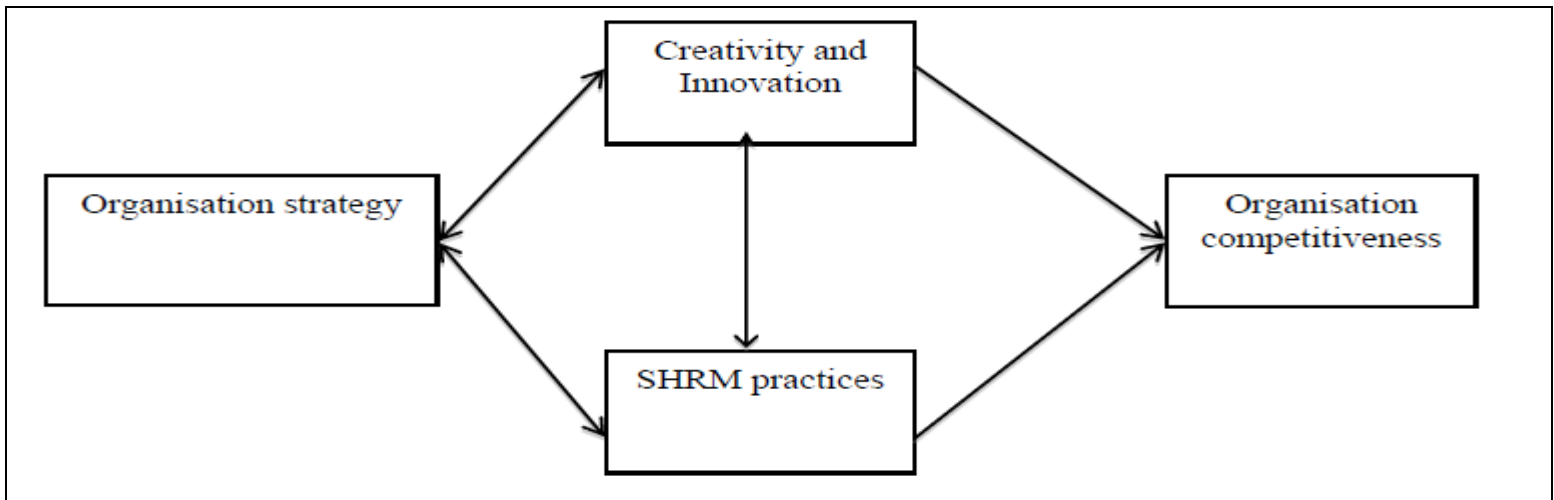 Creativity and
Innovation
Organisation strategy
Organisation
competitiveness
SHRM practices